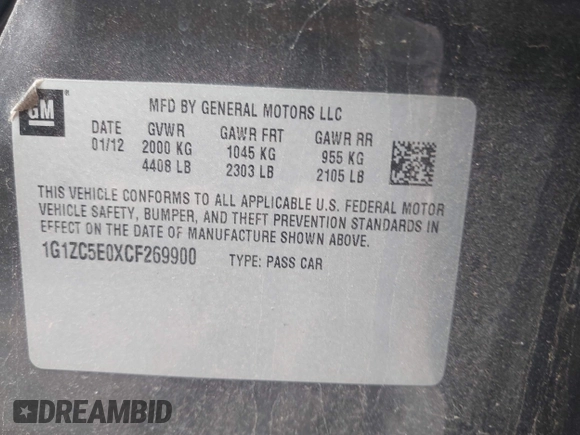 GM
MFD BY GENERAL MOTORS LLC
DATE GVWR GAWR FRT GAWR RR
01/12 2000 KG 1045 KG 955 KG
4408 LB 2303 LB 2105 LB
THIS VEHICLE CONFORMS TO ALL APPLICABLE U.S. FEDERAL MOTOR
VEHICLE SAFETY, BUMPER, AND THEFT PREVENTION STANDARDS IN
EFFECT ON THE DATE OF MANUFACTURE SHOWN ABOVE.
1G1ZC5E0XCF269900 TYPE: PASS CAR
DREAMBID